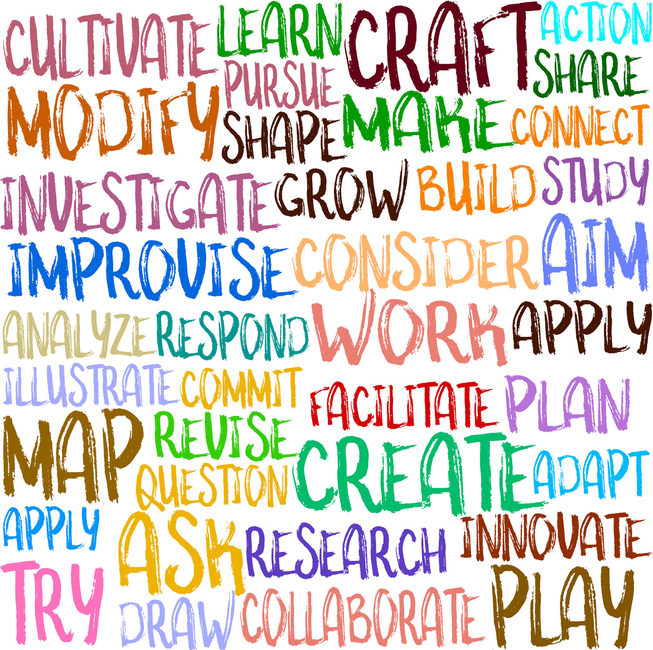 CULTIVATE LEARN CRAFT ACTION
PURSUE SHARE
MODIFY SHAPE MAKE CONNECT
INVESTIGATE GROW BUILD STUDY
IMPROVISE CONSIDER AIM
ANALYZE RESPOND WORK APPLY
ILLUSTRATE COMMIT FACILITATE PLAN
MAP REVISE CREATE ADAPT
QUESTION
APPLY ASK RESEARCH INNOVATE
TRY DRAW COLLABORATE PLAY